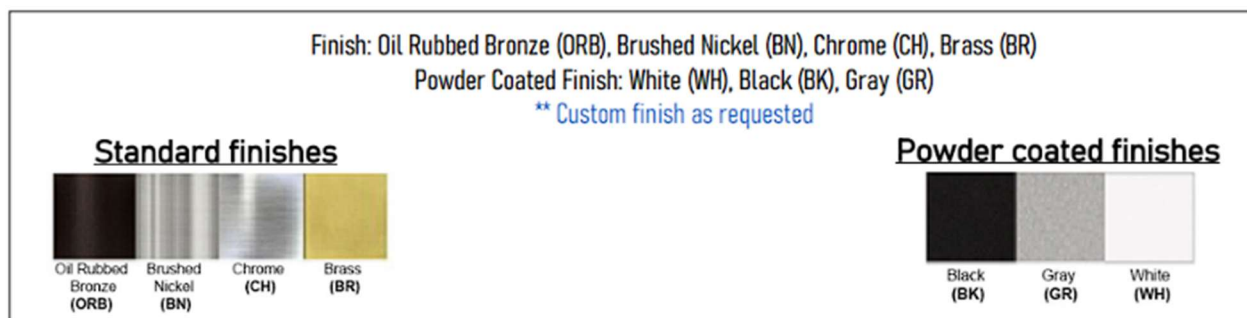 Finish: Oil Rubbed Bronze (ORB), Brushed Nickel (BN), Chrome (CH), Brass (BR)
Powder Coated Finish: White (WH), Black (BK), Gray (GR)
** Custom finish as requested
Standard finishes
Oil Rubbed
Bronze
(ORB)
Brushed
Nickel
(BN)
Chrome
(CH)
Brass
(BR)
Powder coated finishes
Black
(BK)
Gray
(GR)
White
(WH)